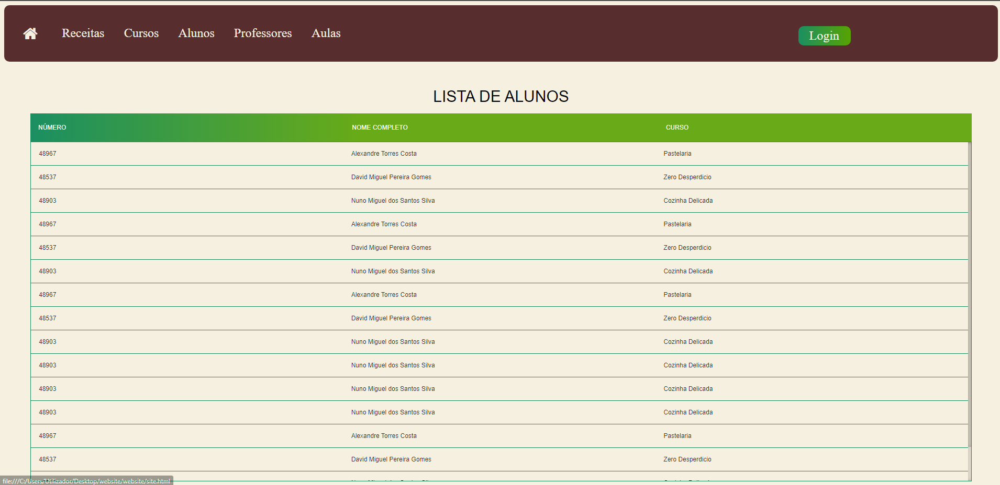 Receitas Cursos Alunos Professores Aulas Login
LISTA DE ALUNOS
NÚMERO NOME COMPLETO CURSO
48967 Alexandre Torres Costa Pastelaria
48537 David Miguel Pereira Gomes Zero Desperdicio
48903 Nuno Miguel dos Santos Silva Cozinha Delicada
48967 Alexandre Torres Costa Pastelaria
48537 David Miguel Pereira Gomes Zero Desperdicio
48903 Nuno Miguel dos Santos Silva Cozinha Delicada
48967 Alexandre Torres Costa Pastelaria
48537 David Miguel Pereira Gomes Zero Desperdicio
48903 Nuno Miguel dos Santos Silva Cozinha Delicada
48903 Nuno Miguel dos Santos Silva Cozinha Delicada
48903 Nuno Miguel dos Santos Silva Cozinha Delicada
48903 Nuno Miguel dos Santos Silva Cozinha Delicada
48967 Alexandre Torres Costa Pastelaria
48537 David Miguel Pereira Gomes Zero Desperdicio
file:///C:/Users/Utilizador/Desktop/website/website/site.html